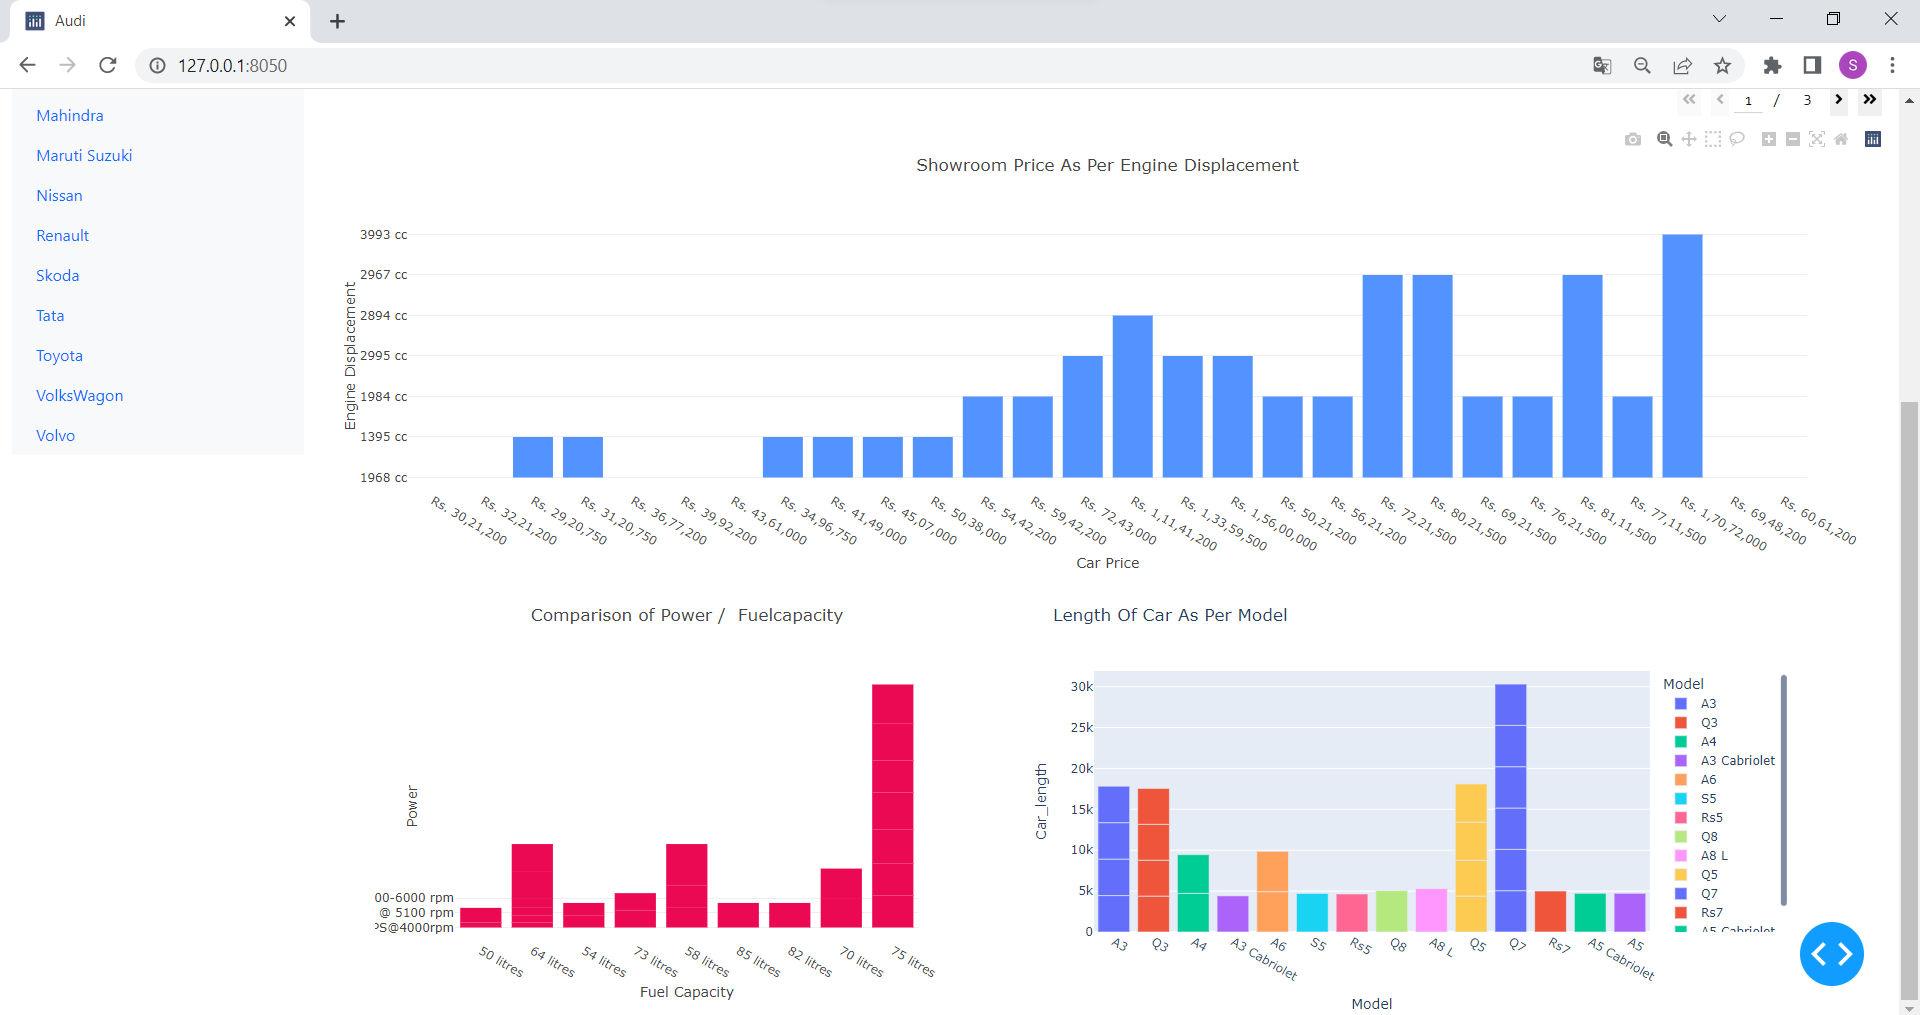 Audi
127.0.0.1:8050
S
Mahindra
Maruti Suzuki
Nissan
Renault
Skoda
Tata
Toyota
VolksWagon
Volvo
1 / 3
Showroom Price As Per Engine Displacement
Engine Displacement
3993 cc
2967 cc
2894 cc
2995 cc
1984 cc
1395 cc
1968 cc
Rs. 30,21,200
Rs. 32,21,200
Rs. 29,20,750
Rs. 31,20,750
Rs. 36,77,200
Rs. 39,92,200
Rs. 43,61,000
Rs. 34,96,750
Rs. 41,49,000
Rs. 45,07,000
Rs. 50,38,000
Rs. 54,42,200
Rs. 59,42,200
Rs. 72,43,000
Rs. 1,11,41,200
Rs. 1,33,59,500
Rs. 1,56,00,000
Rs. 50,21,200
Rs. 56,21,200
Rs. 72,21,500
Rs. 80,21,500
Rs. 69,21,500
Rs. 76,21,500
Rs. 81,11,500
Rs. 77,11,500
Rs. 1,70,72,000
Rs. 69,48,200
Rs. 60,61,200
Car Price
Comparison of Power / Fuelcapacity
Power
00-6000 rpm
@ 5100 rpm
PS@4000rpm
50 litres
64 litres
54 litres
73 litres
58 litres
85 litres
82 litres
70 litres
75 litres
Fuel Capacity
Length Of Car As Per Model
Car_length
30k
25k
20k
15k
10k
5k
0
A3
Q3
A4
A3 Cabriolet
A6
S5
Rs5
Q8
A8 L
Q5
Q7
Rs7
A5 Cabriolet
A5
Model
Model
A3
Q3
A4
A3 Cabriolet
A6
S5
Rs5
Q8
A8 L
Q5
Q7
Rs7
A5 Cabriolet